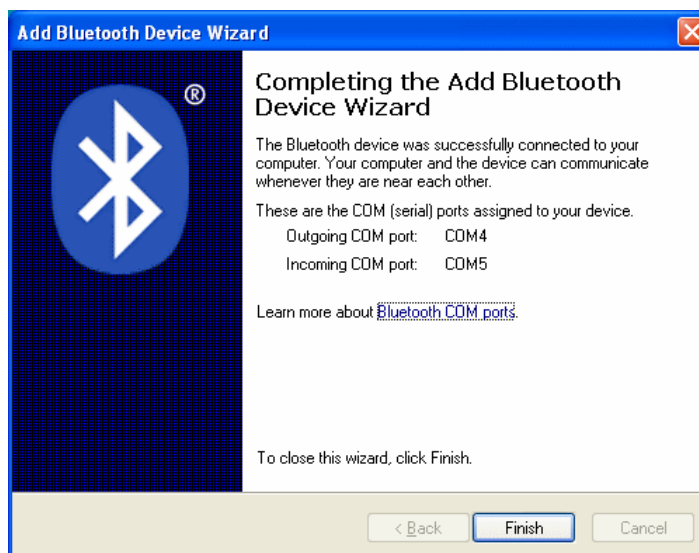 Add Bluetooth Device Wizard
®
Completing the Add Bluetooth
Device Wizard
The Bluetooth device was successfully connected to your
computer. Your computer and the device can communicate
whenever they are near each other.
These are the COM (serial) ports assigned to your device.
Outgoing COM port: COM4
Incoming COM port: COM5
Learn more about Bluetooth COM ports.
To close this wizard, click Finish.
< Back Finish Cancel